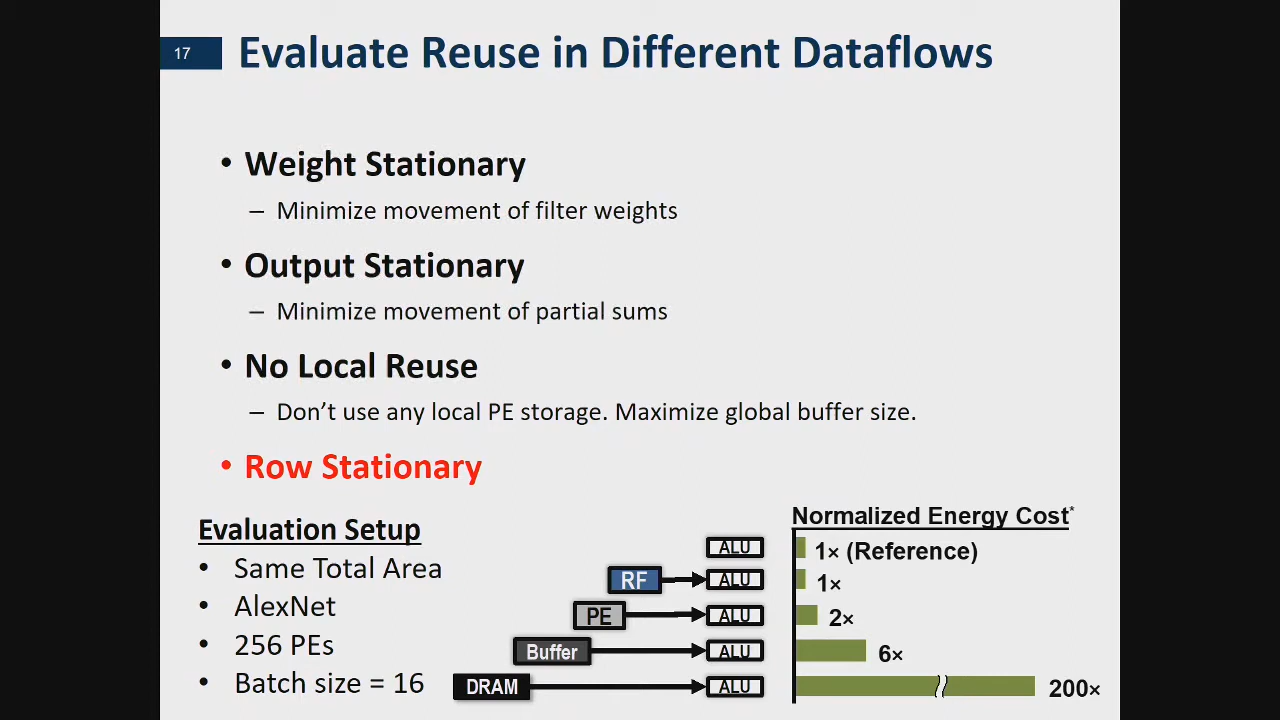 17
Evaluate Reuse in Different Dataflows
• Weight Stationary
– Minimize movement of filter weights
• Output Stationary
– Minimize movement of partial sums
• No Local Reuse
– Don’t use any local PE storage. Maximize global buffer size.
• Row Stationary
Evaluation Setup
• Same Total Area
• AlexNet
• 256 PEs
• Batch size = 16
Normalized Energy Cost*
ALU 1× (Reference)
RF ALU 1×
PE ALU 2×
Buffer ALU 6×
DRAM ALU 200×